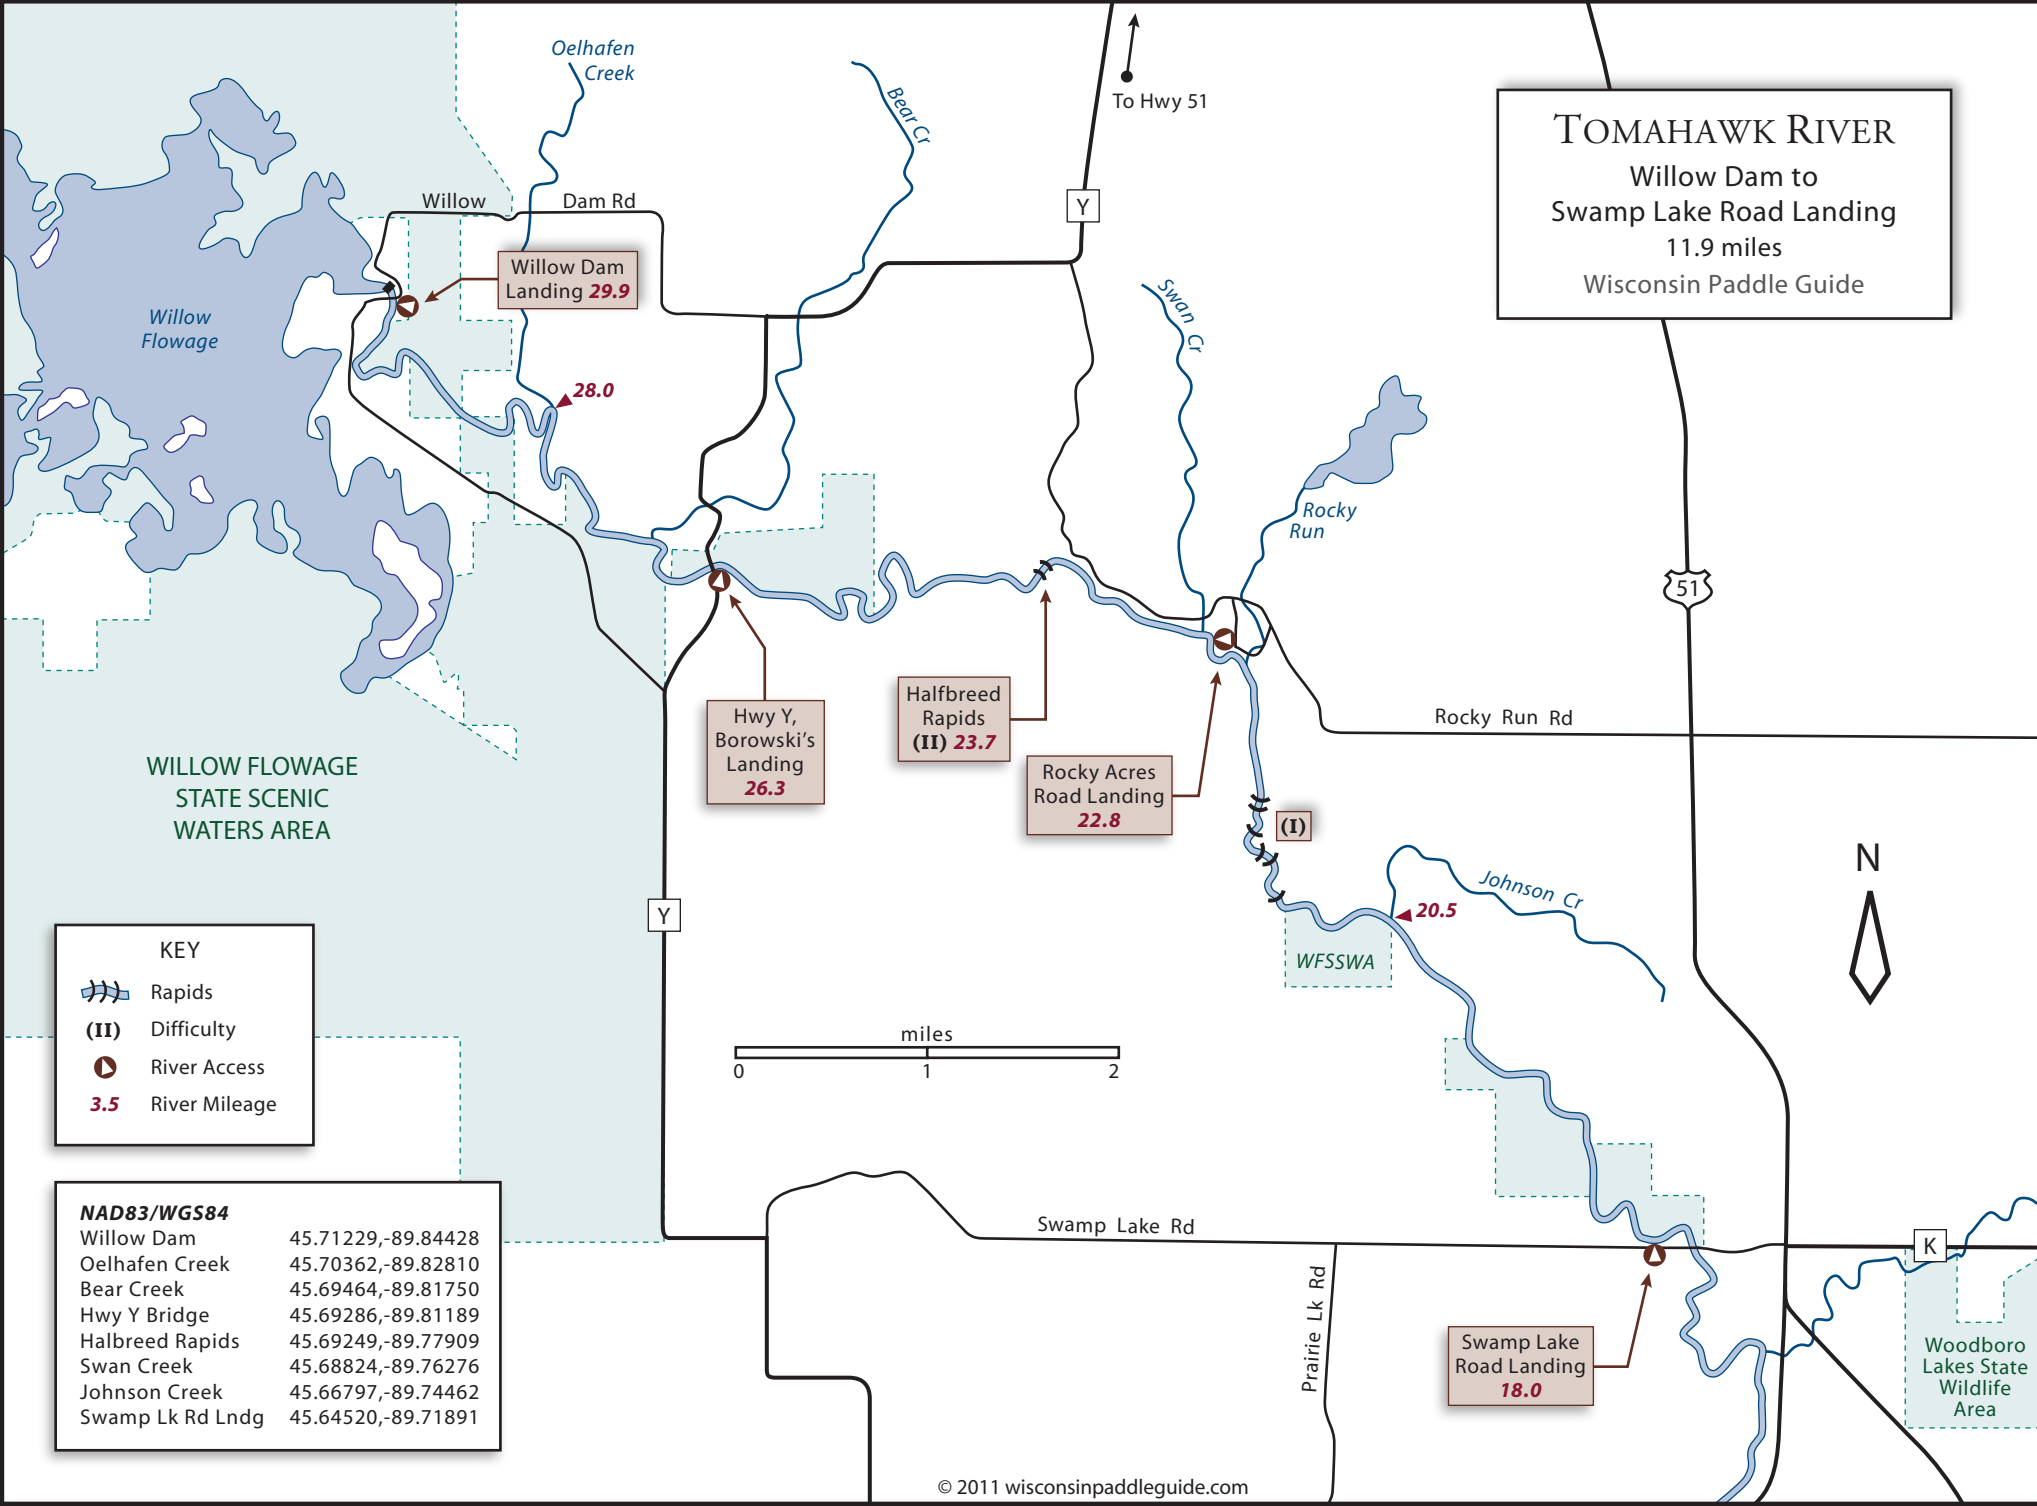 Oelhafen
Creek
Bear Cr
To Hwy 51
TOMAHAWK RIVER
Willow Dam to
Swamp Lake Road Landing
11.9 miles
Wisconsin Paddle Guide
Willow Dam Rd
Y
Willow Dam
Landing 29.9
Willow
Flowage
Swan Cr
28.0
Rocky
Run
51
Halfbreed
Rapids
(II) 23.7
Hwy Y,
Borowski's
Landing
26.3
Rocky Run Rd
Rocky Acres
Road Landing
22.8
WILLOW FLOWAGE
STATE SCENIC
WATERS AREA
(I)
N
Johnson Cr
20.5
Y
WFSSWA
KEY
Rapids
(II) Difficulty
River Access
3.5 River Mileage
miles
0 1 2
NAD83/WGS84
Willow Dam 45.71229,-89.84428
Oelhafen Creek 45.70362,-89.82810
Bear Creek 45.69464,-89.81750
Hwy Y Bridge 45.69286,-89.81189
Halbreed Rapids 45.69249,-89.77909
Swan Creek 45.68824,-89.76276
Johnson Creek 45.66797,-89.74462
Swamp Lk Rd Lndg 45.64520,-89.71891
Swamp Lake Rd
K
Prairie Lk Rd
Swamp Lake
Road Landing
18.0
Woodboro
Lakes State
Wildlife
Area
© 2011 wisconsinpaddleguide.com